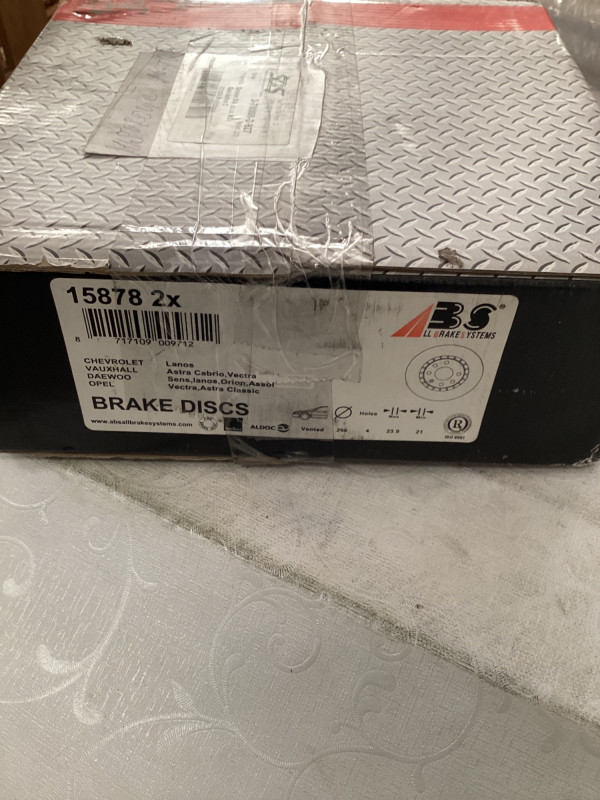 15878 2x
8 717109 009712
ABS
ALL BRAKE SYSTEMS
CHEVROLET Lanos
VAUXHALL Astra Cabrio,Vectra
DAEWOO Sens,lanos,Orion,Assol
OPEL Vectra,Astra Classic
BRAKE DISCS
www.absallbrakesystems.com
Vented 256 Holes 4 23.9 21
R